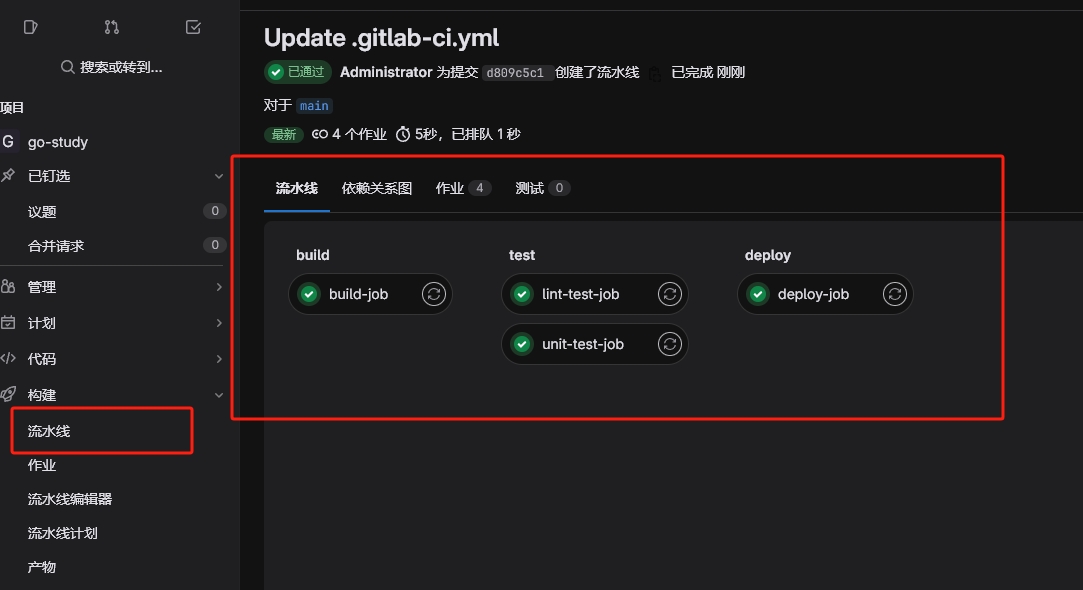 搜索或转到...
项目
G go-study
已钉选
议题 0
合并请求 0
管理
计划
代码
构建
流水线
作业
流水线编辑器
流水线计划
产物
Update .gitlab-ci.yml
已通过 Administrator 为提交 d809c5c1 创建了流水线 已完成 刚刚
对于 main
最新 4 个作业 5秒，已排队 1 秒
流水线 依赖关系图 作业 4 测试 0
build test deploy
build-job lint-test-job deploy-job
unit-test-job